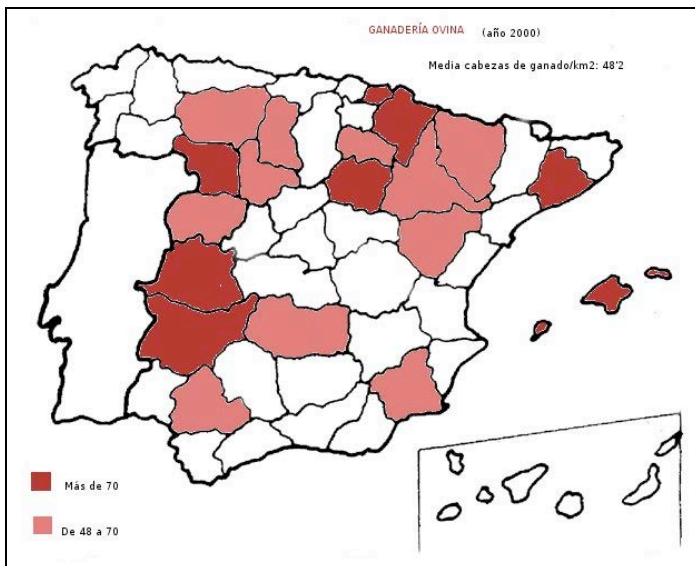 GANADERÍA OVINA (año 2000)
Media cabezas de ganado/km2: 48'2
Más de 70
De 48 a 70